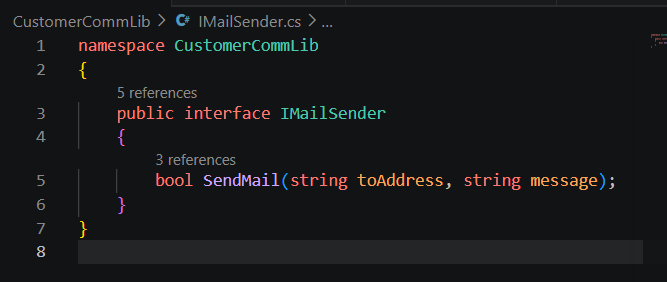 CustomerCommLib > C# IMailSender.cs > ...
1 namespace CustomerCommLib
2 {
5 references
3 public interface IMailSender
4 {
3 references
5 bool SendMail(string toAddress, string message);
6 }
7 }
8